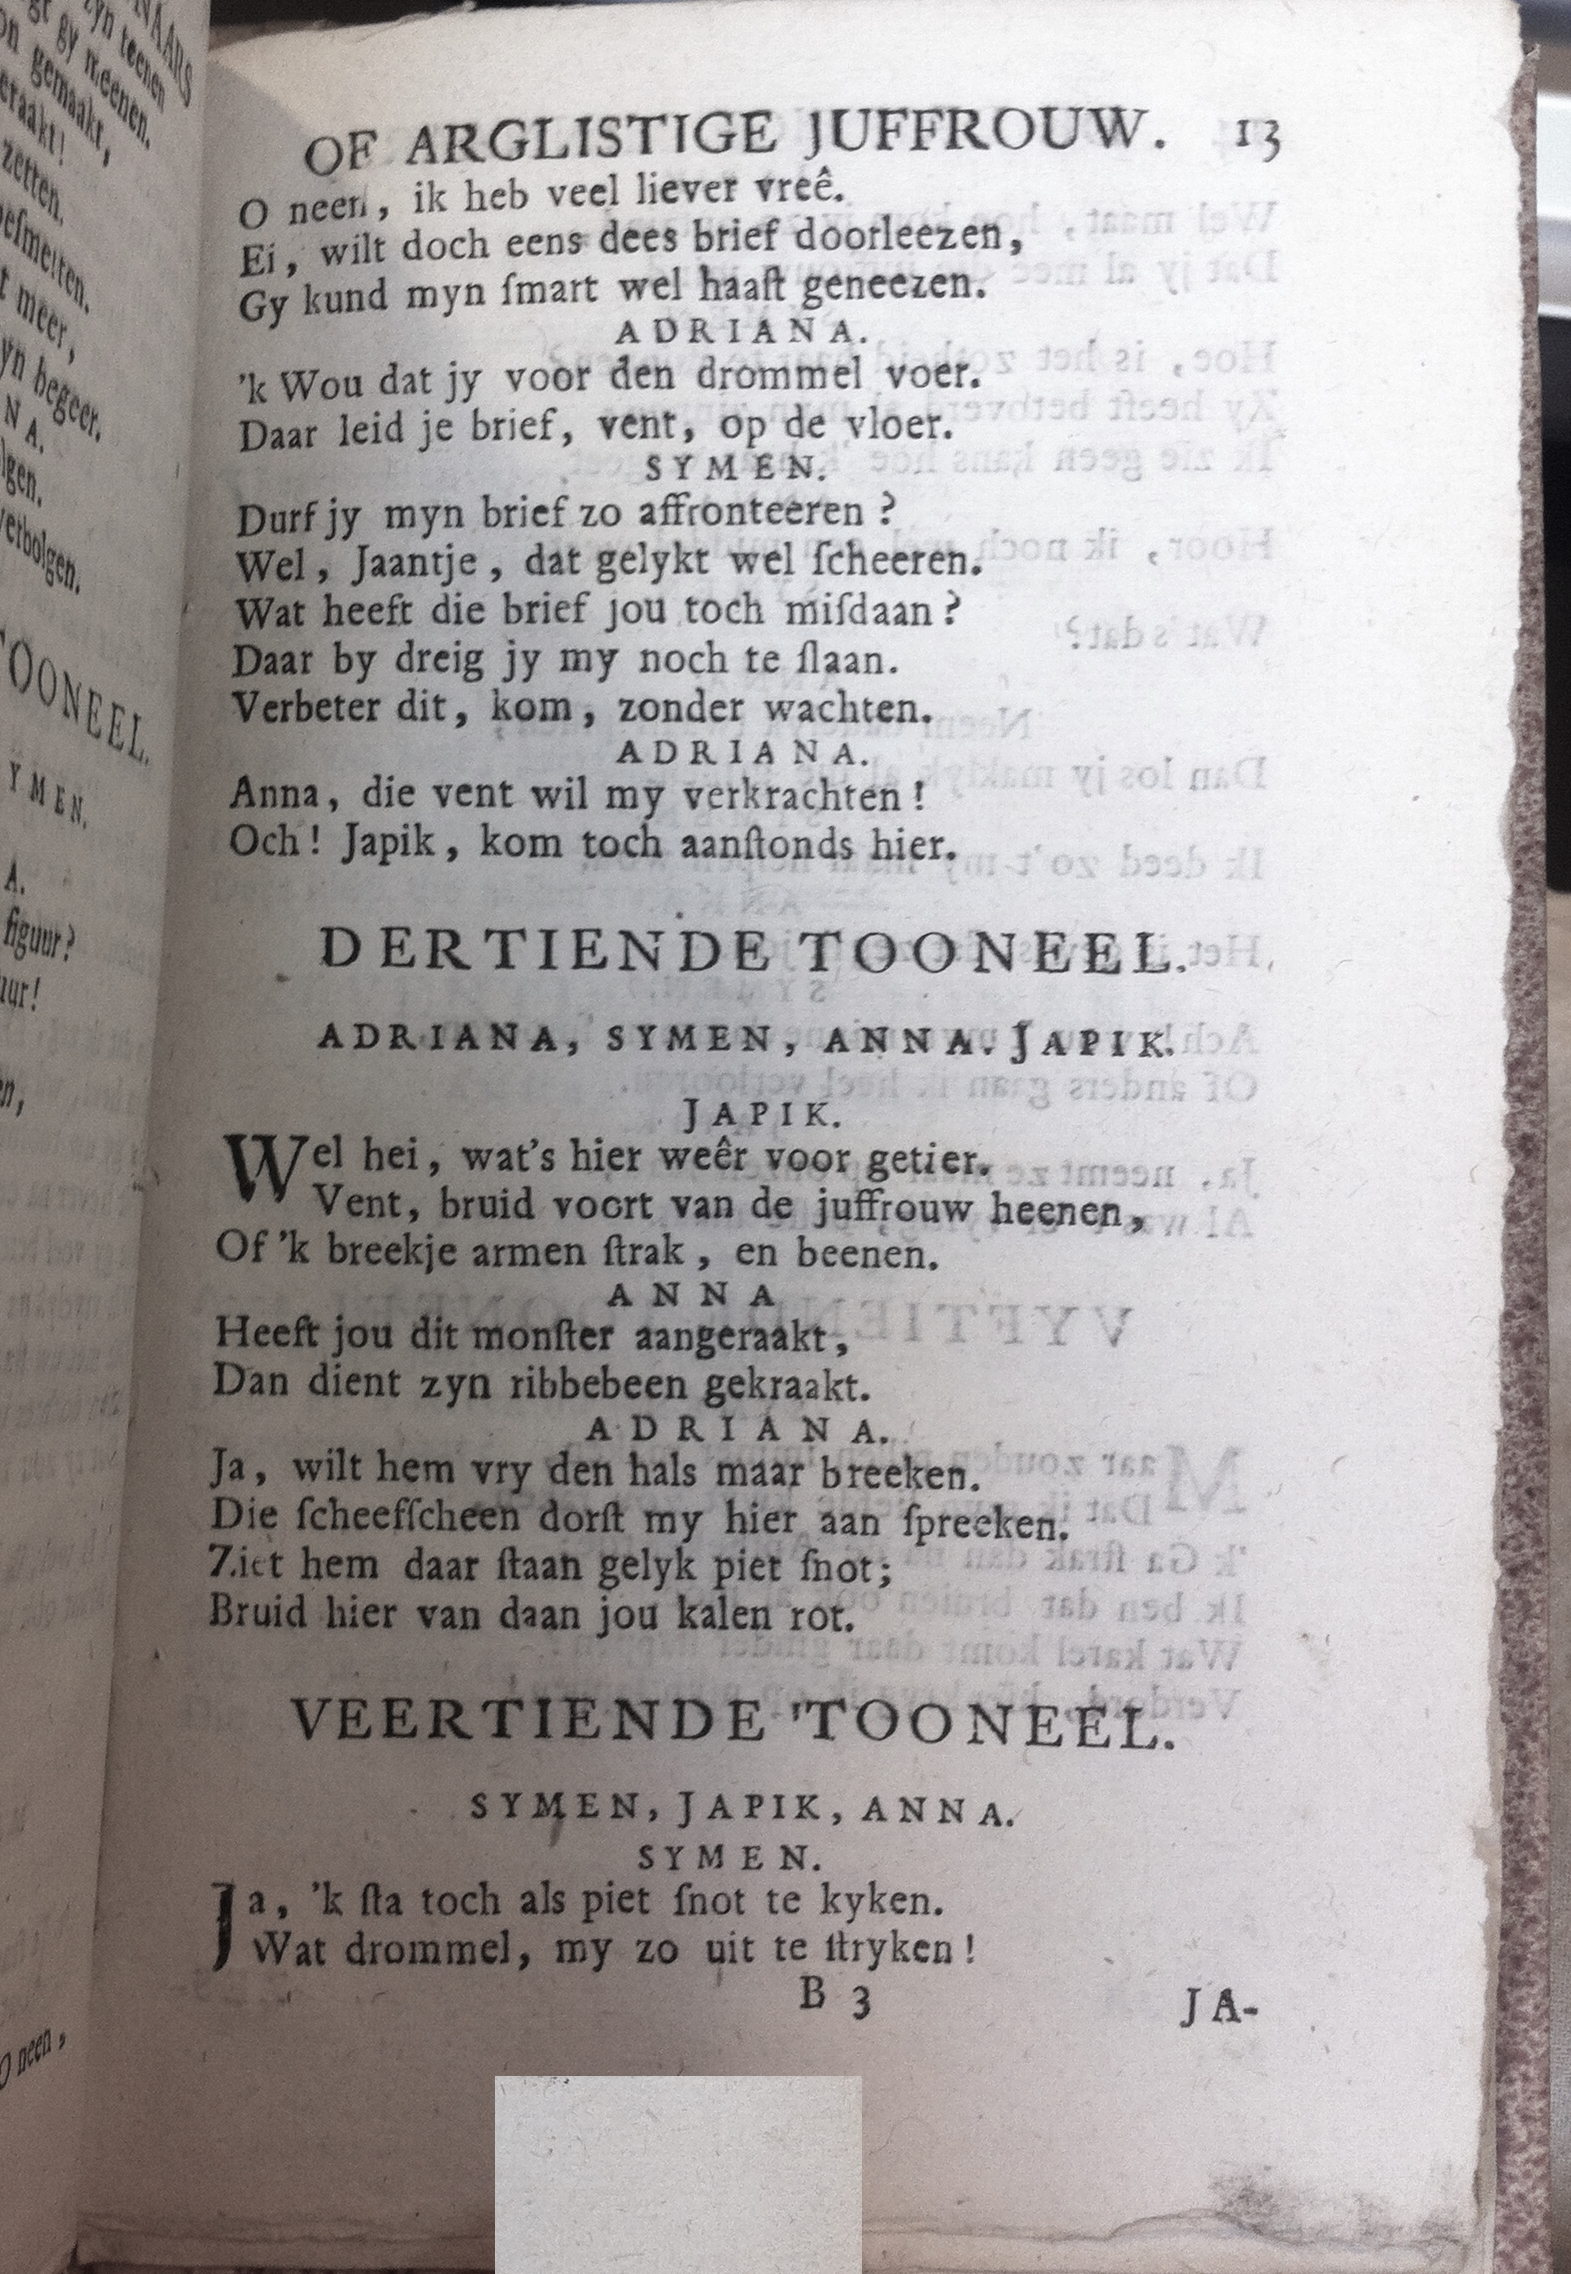 OF ARGLISTIGE JUFFROUW. 13
O neen, ik heb veel liever vreê.
Ei, wilt doch eens dees brief doorleezen,
Gy kund myn ſmart wel haaſt geneezen.
ADRIANA.
'k Wou dat jy voor den drommel voer.
Daar leid je brief, vent, op de vloer.
SYMEN.
Durf jy myn brief zo affronteeren?
Wel, Jaantje, dat gelykt wel ſcheeren.
Wat heeft die brief jou toch miſdaan?
Daar by dreig jy my noch te ſlaan.
Verbeter dit, kom, zonder wachten.
ADRIANA.
Anna, die vent wil my verkrachten!
Och! Japik, kom toch aanſtonds hier.
DERTIENDE TOONEEL.
ADRIANA, SYMEN, ANNA. JAPIK.
JAPIK.
Wel hei, wat's hier weêr voor getier.
Vent, bruid voort van de juffrouw heenen,
Of 'k breekje armen ſtrak, en beenen.
ANNA
Heeft jou dit monſter aangeraakt,
Dan dient zyn ribbebeen gekraakt.
ADRIANA.
Ja, wilt hem vry den hals maar breeken.
Die ſcheefſcheen dorſt my hier aan ſpreeken.
Ziet hem daar ſtaan gelyk piet ſnot;
Bruid hier van daan jou kalen rot.
VEERTIENDE TOONEEL.
SYMEN, JAPIK, ANNA.
SYMEN.
Ja, 'k ſta toch als piet ſnot te kyken.
Wat drommel, my zo uit te ſtryken!
B 3 JA-